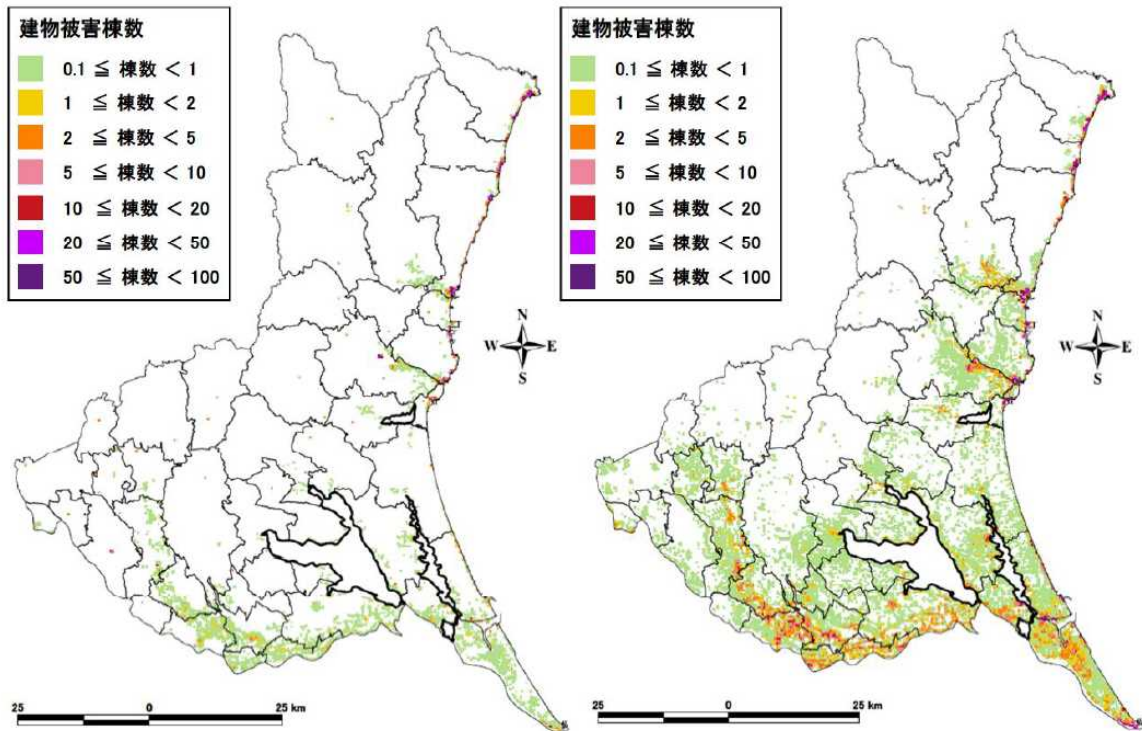 建物被害棟数
0.1 ≦ 棟数 < 1
1 ≦ 棟数 < 2
2 ≦ 棟数 < 5
5 ≦ 棟数 < 10
10 ≦ 棟数 < 20
20 ≦ 棟数 < 50
50 ≦ 棟数 < 100
N
W E
S
25 0 25 km
建物被害棟数
0.1 ≦ 棟数 < 1
1 ≦ 棟数 < 2
2 ≦ 棟数 < 5
5 ≦ 棟数 < 10
10 ≦ 棟数 < 20
20 ≦ 棟数 < 50
50 ≦ 棟数 < 100
N
W E
S
25 0 25 km